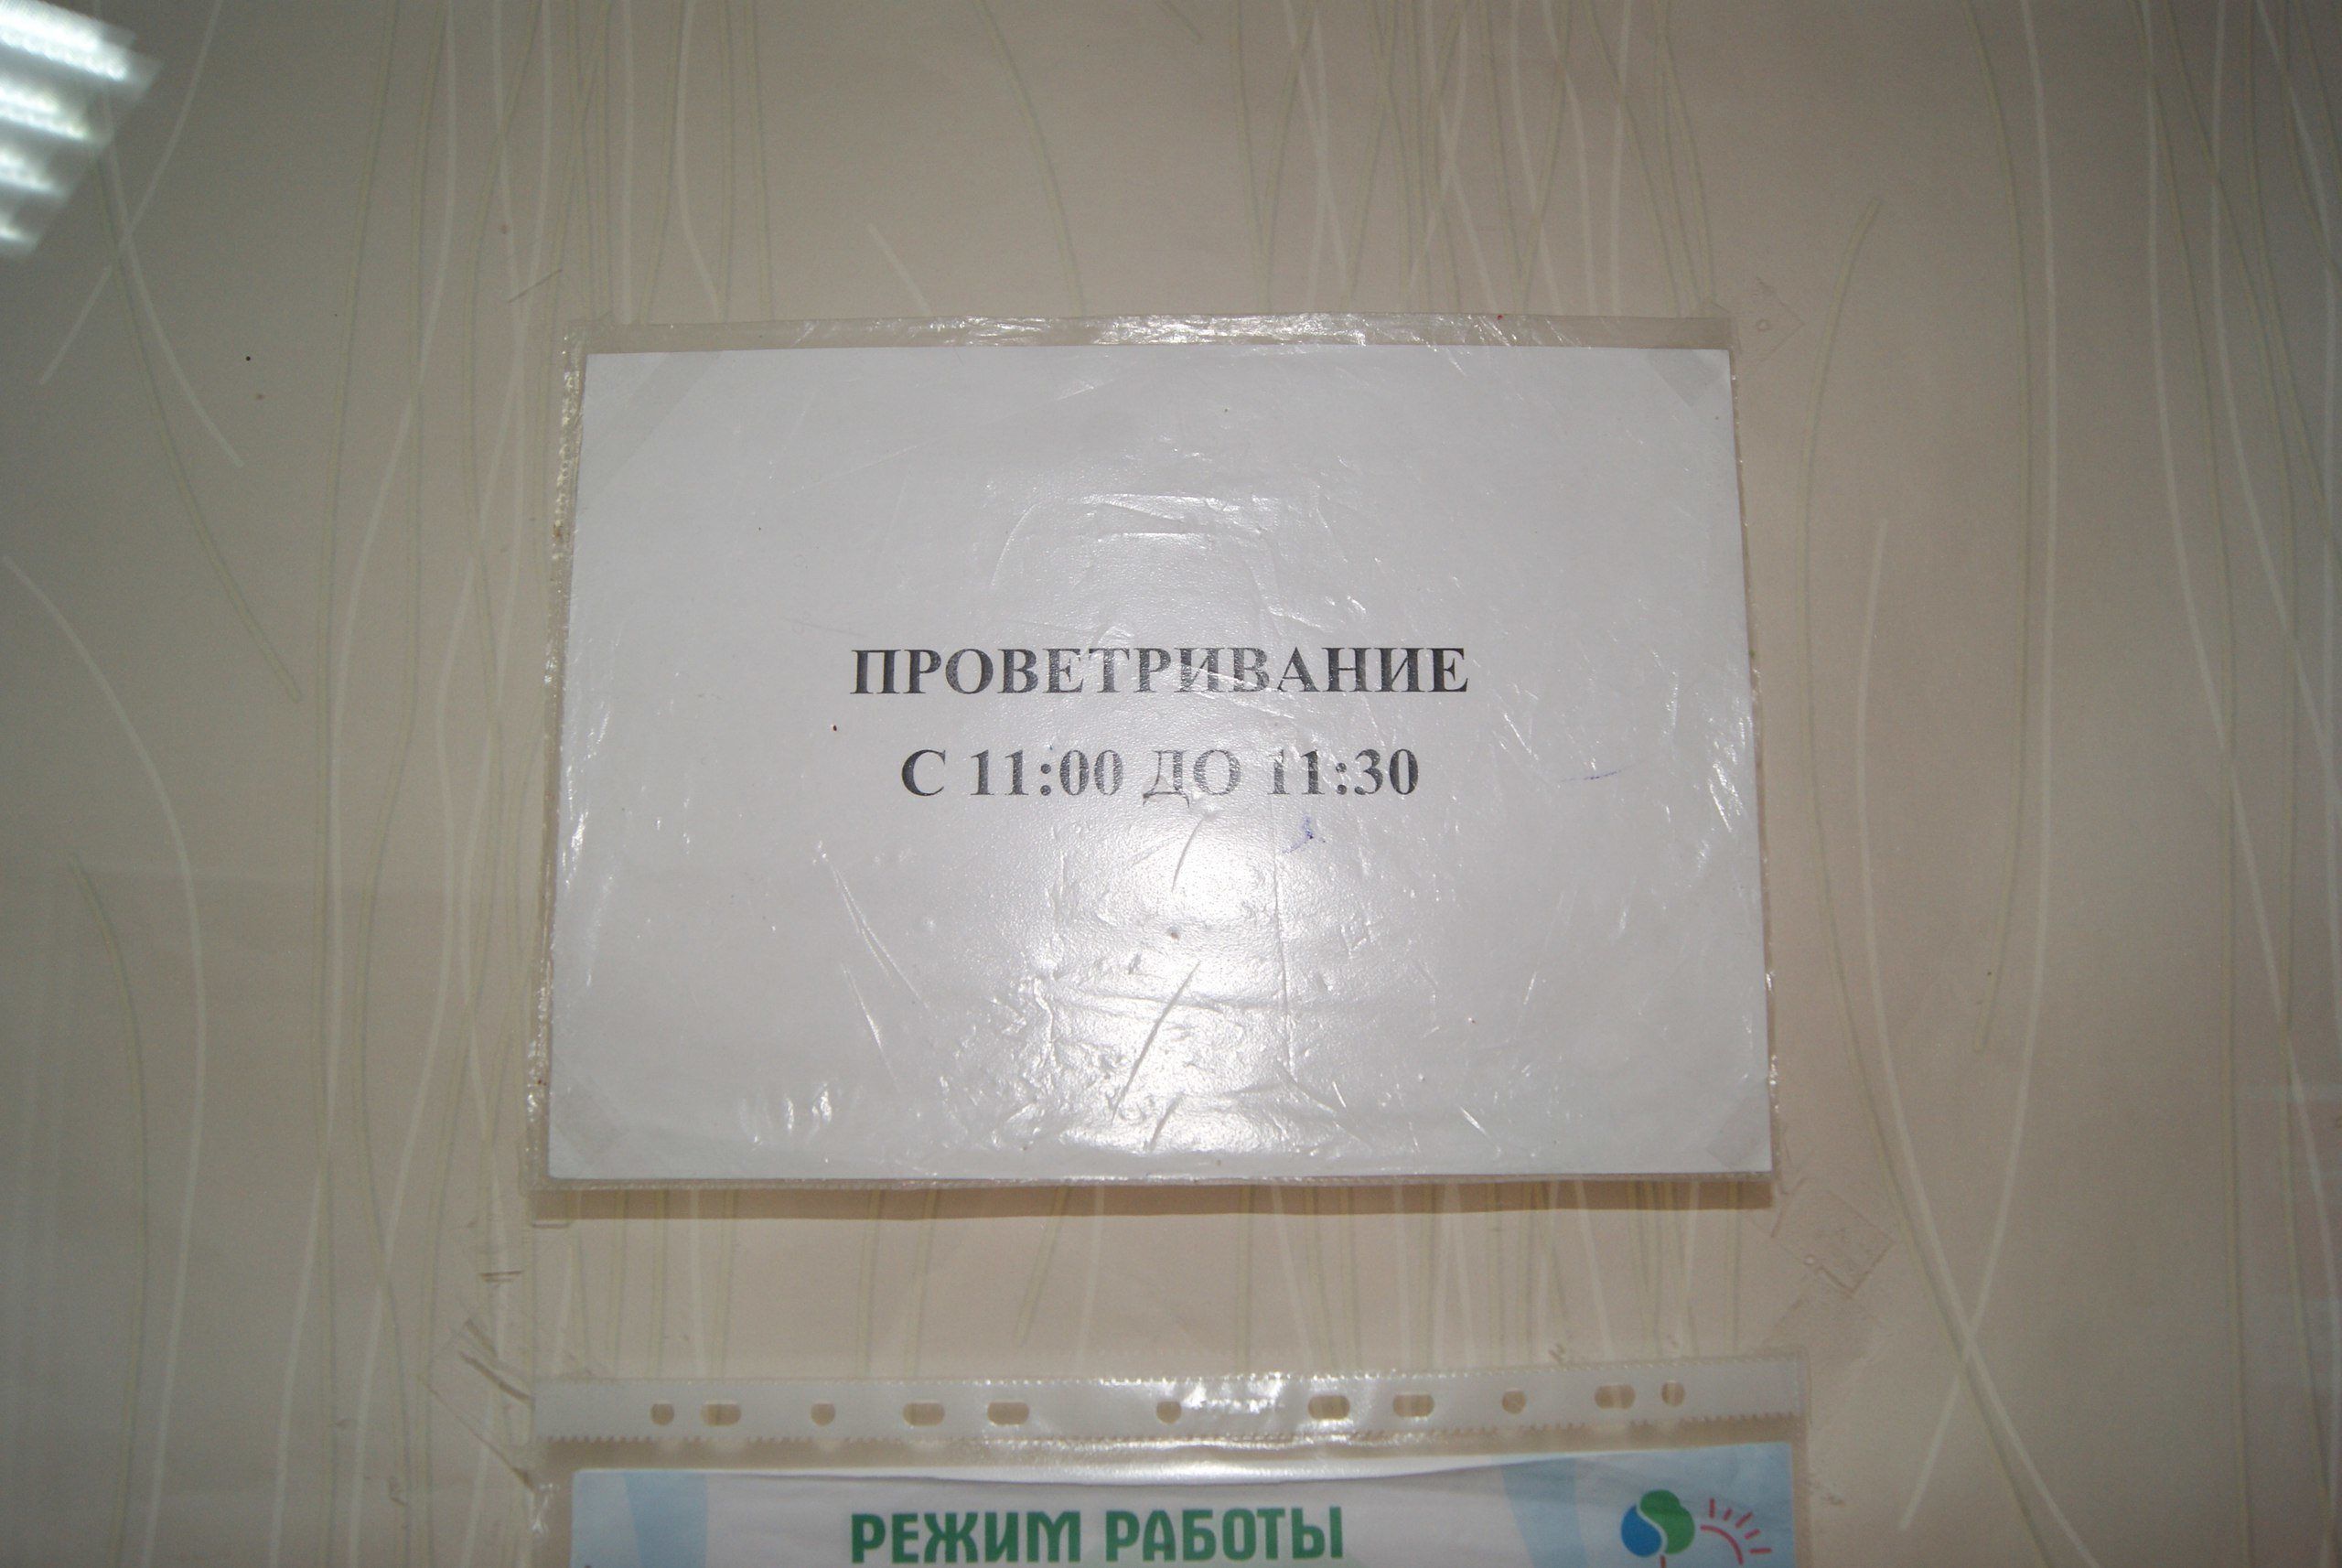 ПРОВЕТРИВАНИЕ
С 11:00 ДО 11:30
РЕЖИМ РАБОТЫ